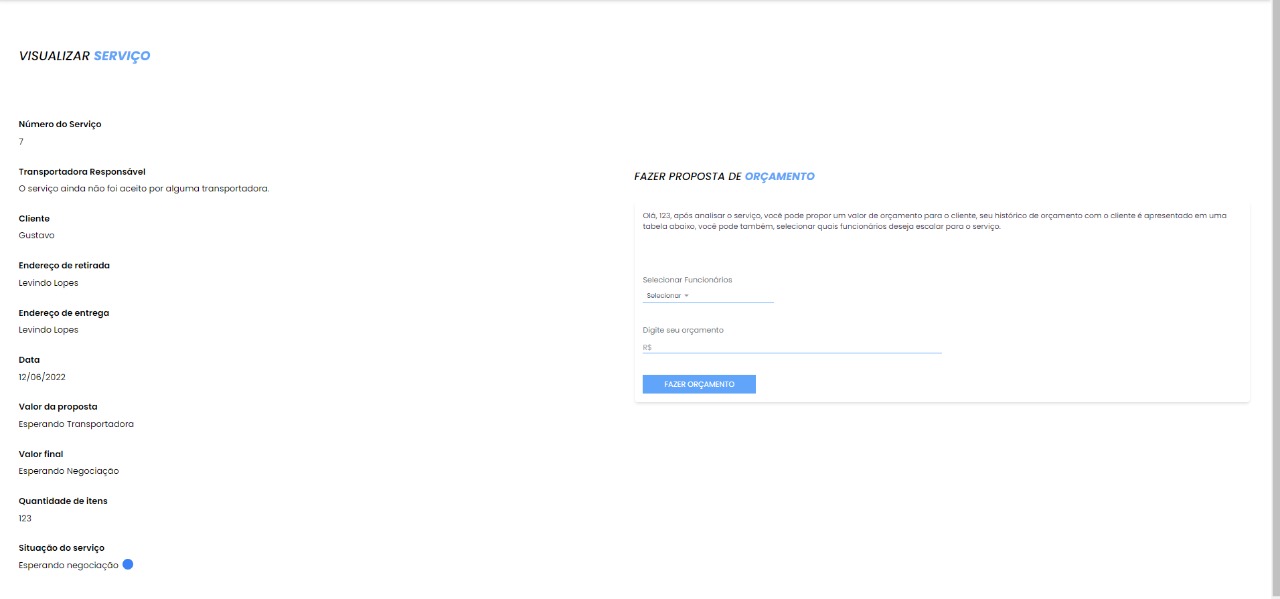 VISUALIZAR SERVIÇO
Número do Serviço
7
Transportadora Responsável
O serviço ainda não foi aceito por alguma transportadora.
Cliente
Gustavo
Endereço de retirada
Levindo Lopes
Endereço de entrega
Levindo Lopes
Data
12/06/2022
Valor da proposta
Esperando Transportadora
Valor final
Esperando Negociação
Quantidade de itens
123
Situação do serviço
Esperando negociação
FAZER PROPOSTA DE ORÇAMENTO
Olá, 123, após analisar o serviço, você pode propor um valor de orçamento para o cliente, seu histórico de orçamento com o cliente é apresentado em uma
tabela abaixo, você pode também, selecionar quais funcionários deseja escalar para o serviço.
Selecionar Funcionários
Selecionar
Digite seu orçamento
R$
FAZER ORÇAMENTO